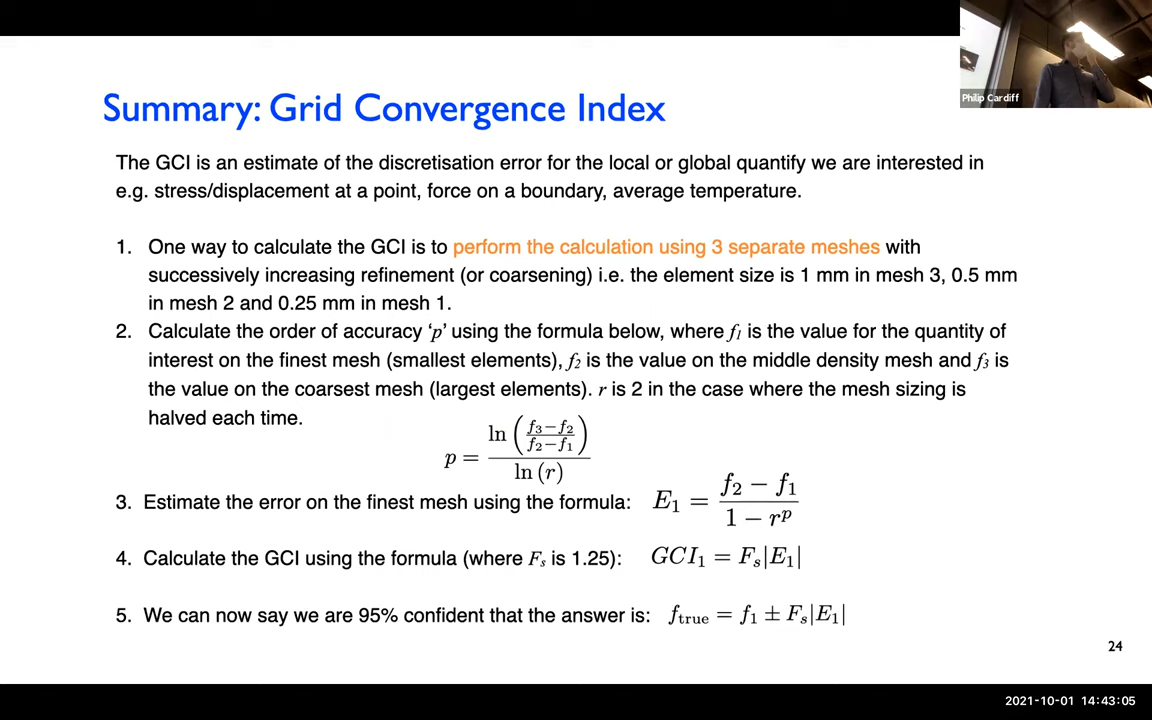 Philip Cardiff
Summary: Grid Convergence Index
The GCI is an estimate of the discretisation error for the local or global quantify we are interested in
e.g. stress/displacement at a point, force on a boundary, average temperature.
1. One way to calculate the GCI is to perform the calculation using 3 separate meshes with
successively increasing refinement (or coarsening) i.e. the element size is 1 mm in mesh 3, 0.5 mm
in mesh 2 and 0.25 mm in mesh 1.
2. Calculate the order of accuracy ‘p’ using the formula below, where f₁ is the value for the quantity of
interest on the finest mesh (smallest elements), f₂ is the value on the middle density mesh and f₃ is
the value on the coarsest mesh (largest elements). r is 2 in the case where the mesh sizing is
halved each time.
p = ln((f₃−f₂)/(f₂−f₁)) / ln (r)
3. Estimate the error on the finest mesh using the formula: E₁ = (f₂ − f₁)/(1 − rᵖ)
4. Calculate the GCI using the formula (where Fₛ is 1.25): GCI₁ = Fₛ|E₁|
5. We can now say we are 95% confident that the answer is: f_true = f₁ ± Fₛ|E₁|
24
2021-10-01 14:43:05